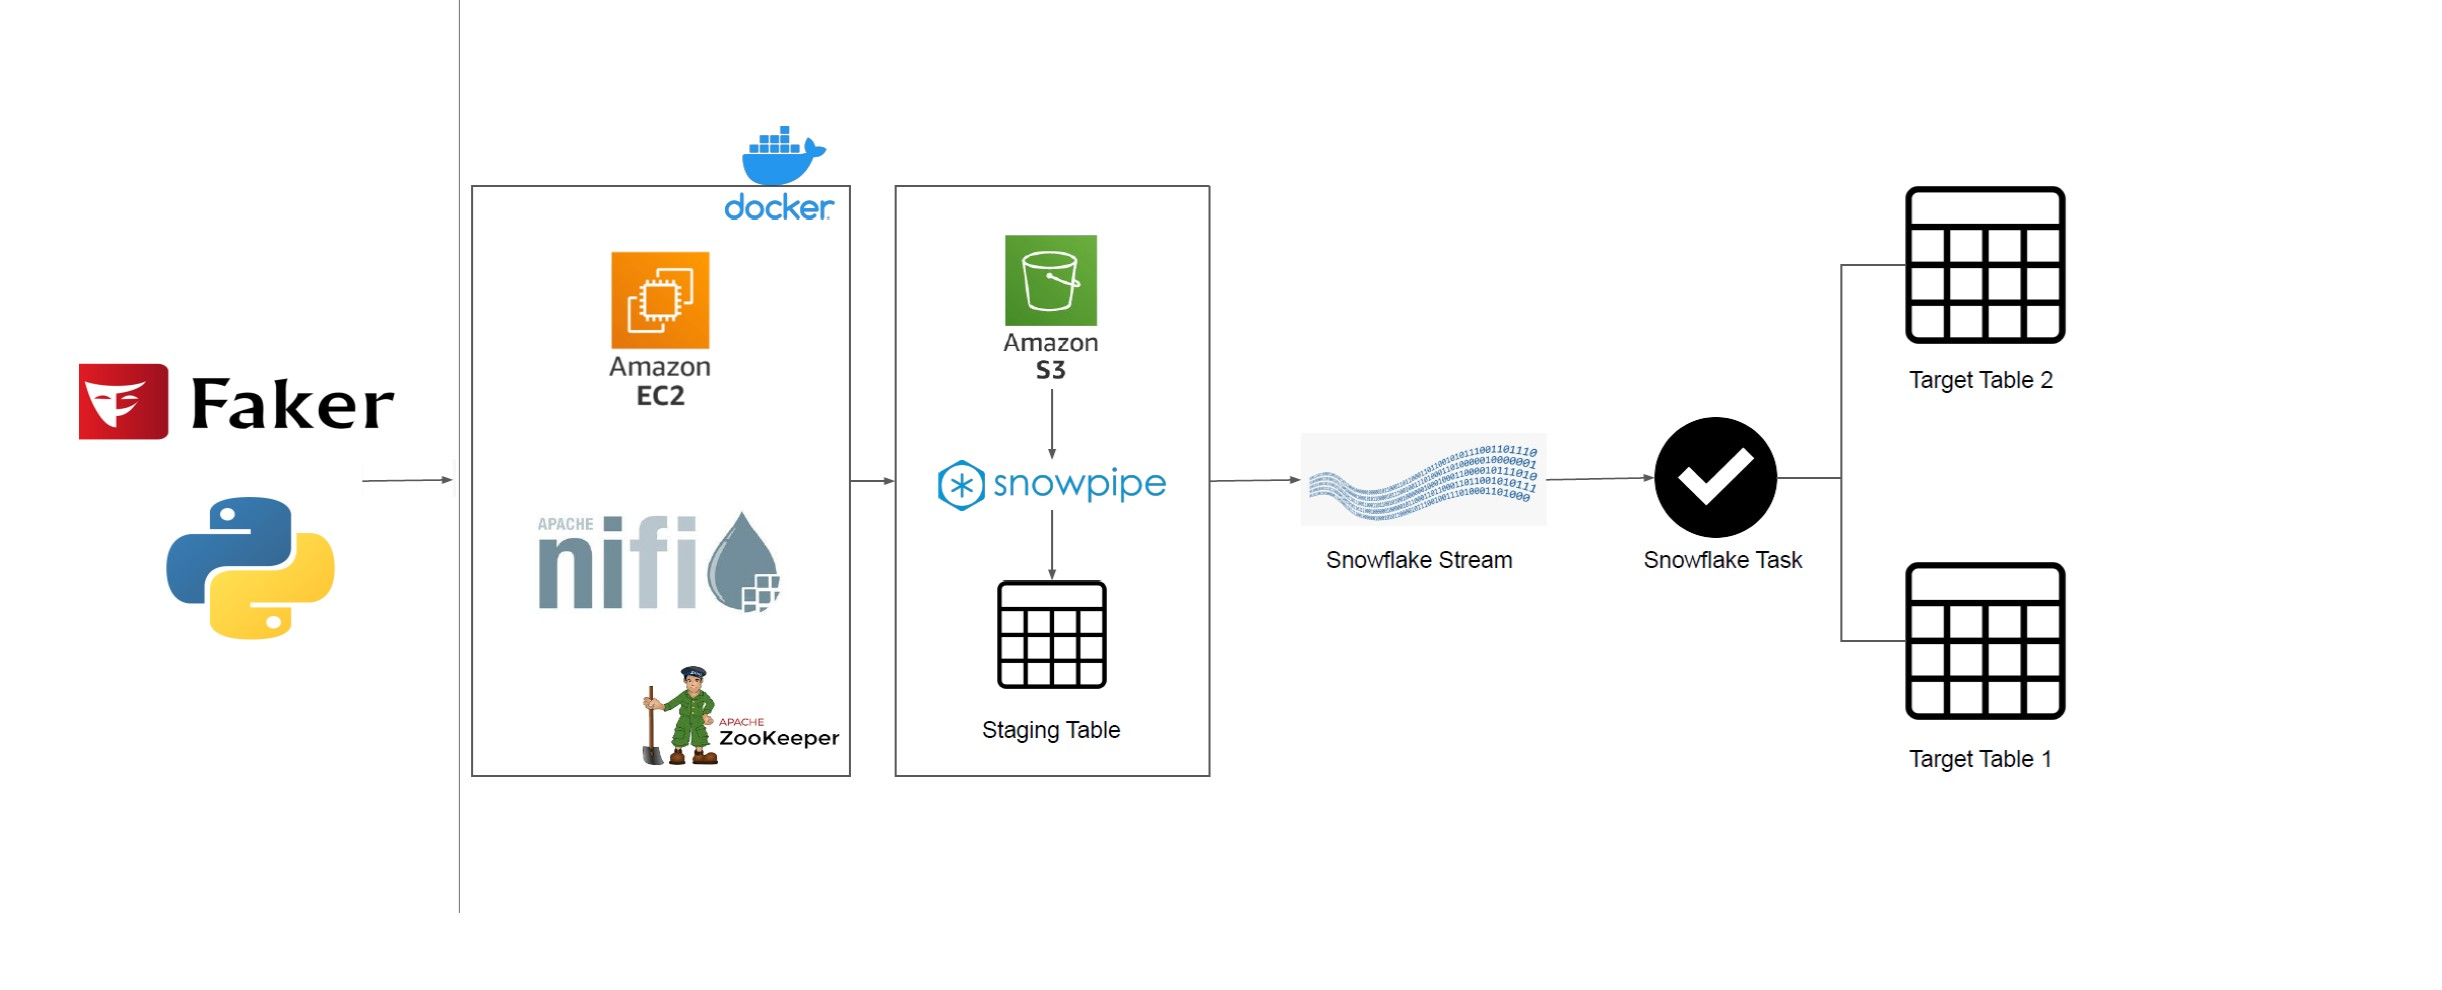 Faker
docker
Amazon
EC2
APACHE
nifi
APACHE
ZooKeeper
Amazon
S3
snowpipe
Staging Table
Snowflake Stream
Snowflake Task
Target Table 2
Target Table 1